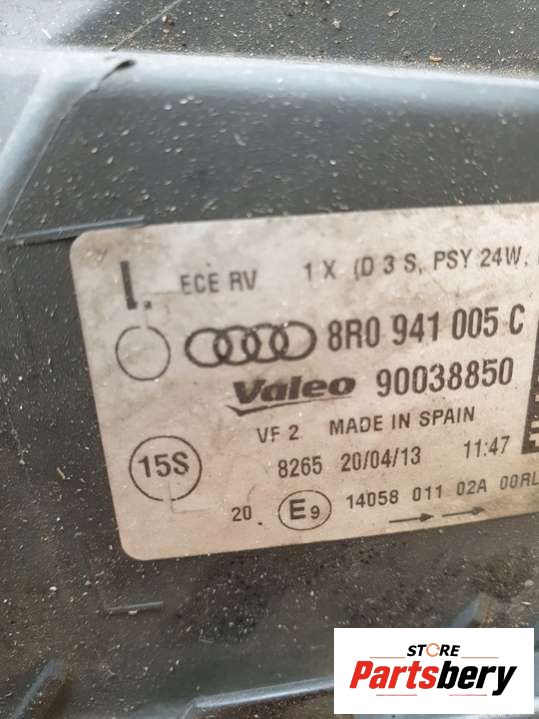 I. ECE RV 1 X (D 3 S, PSY 24W,
8R0 941 005 C
Valeo 90038850
VF 2 MADE IN SPAIN
15S 8265 20/04/13 11:47
20 E9 14058 011 02A 00RL
STORE
Partsbery